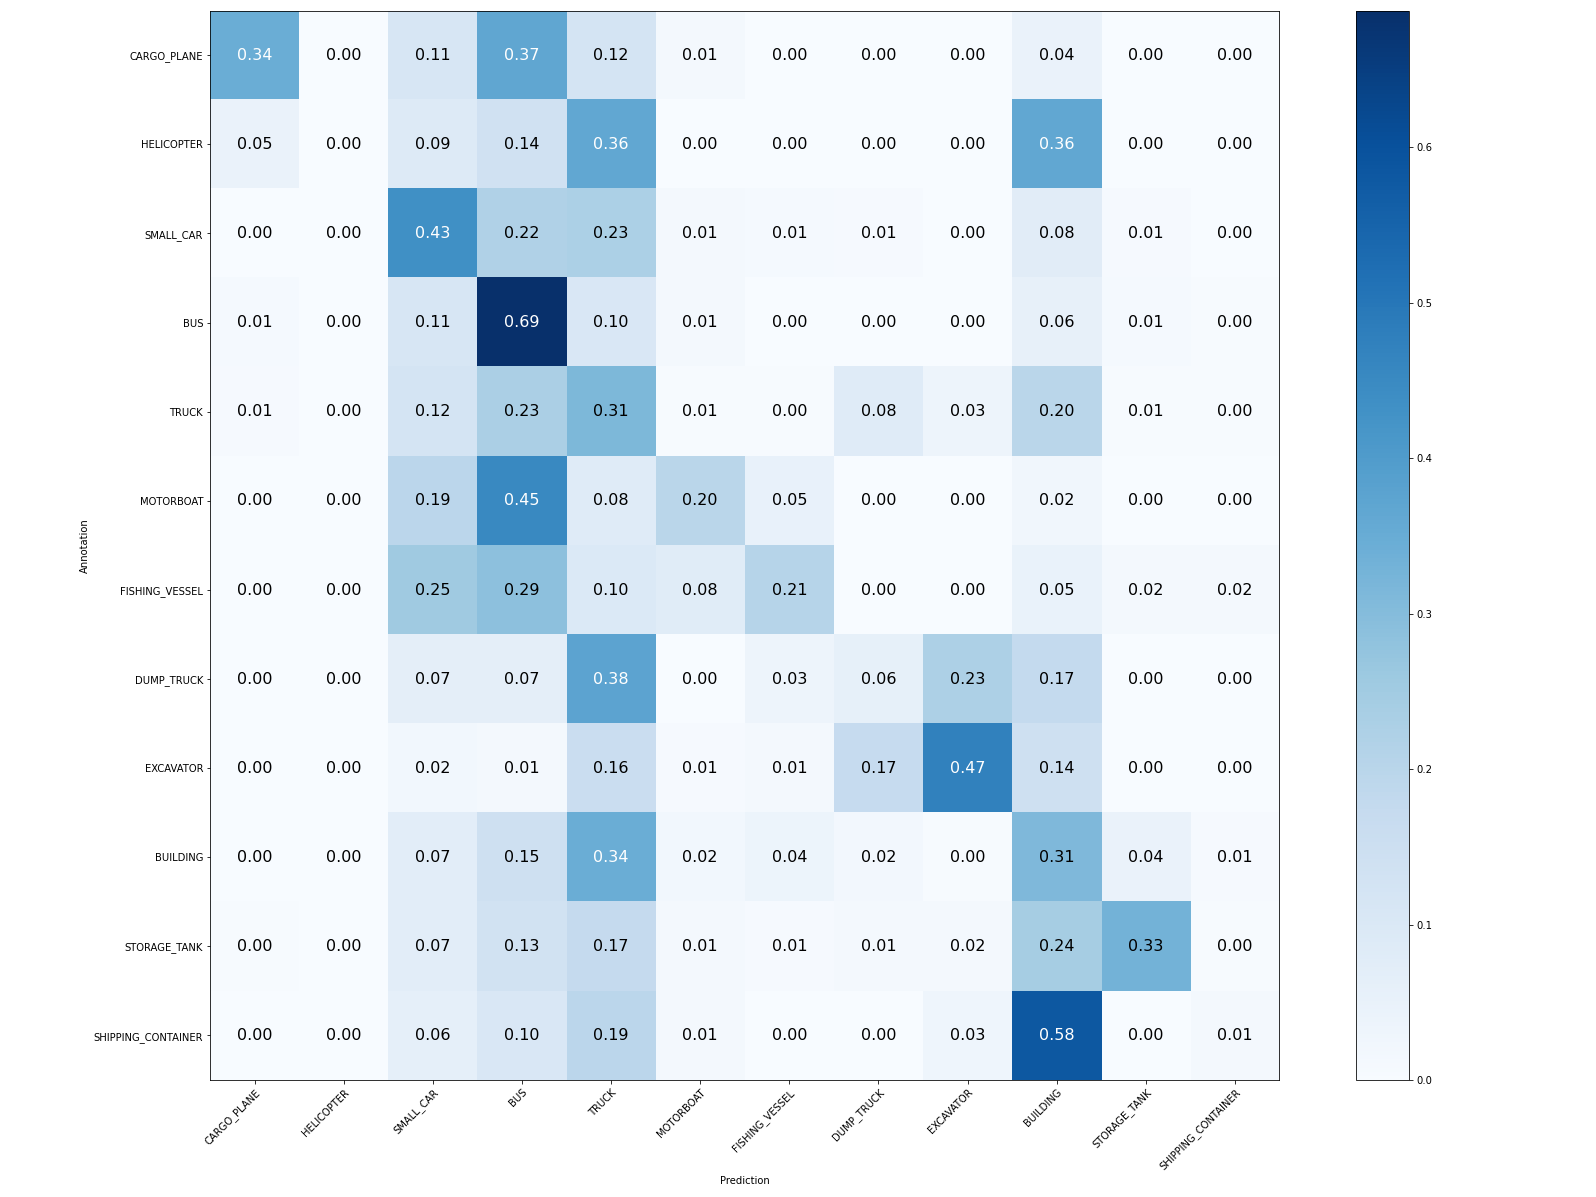 CARGO_PLANE 0.34 0.00 0.11 0.37 0.12 0.01 0.00 0.00 0.00 0.04 0.00 0.00
HELICOPTER 0.05 0.00 0.09 0.14 0.36 0.00 0.00 0.00 0.00 0.36 0.00 0.00
SMALL_CAR 0.00 0.00 0.43 0.22 0.23 0.01 0.01 0.01 0.00 0.08 0.01 0.00
BUS 0.01 0.00 0.11 0.69 0.10 0.01 0.00 0.00 0.00 0.06 0.01 0.00
TRUCK 0.01 0.00 0.12 0.23 0.31 0.01 0.00 0.08 0.03 0.20 0.01 0.00
MOTORBOAT 0.00 0.00 0.19 0.45 0.08 0.20 0.05 0.00 0.00 0.02 0.00 0.00
FISHING_VESSEL 0.00 0.00 0.25 0.29 0.10 0.08 0.21 0.00 0.00 0.05 0.02 0.02
DUMP_TRUCK 0.00 0.00 0.07 0.07 0.38 0.00 0.03 0.06 0.23 0.17 0.00 0.00
EXCAVATOR 0.00 0.00 0.02 0.01 0.16 0.01 0.01 0.17 0.47 0.14 0.00 0.00
BUILDING 0.00 0.00 0.07 0.15 0.34 0.02 0.04 0.02 0.00 0.31 0.04 0.01
STORAGE_TANK 0.00 0.00 0.07 0.13 0.17 0.01 0.01 0.01 0.02 0.24 0.33 0.00
SHIPPING_CONTAINER 0.00 0.00 0.06 0.10 0.19 0.01 0.00 0.00 0.03 0.58 0.00 0.01
CARGO_PLANE HELICOPTER SMALL_CAR BUS TRUCK MOTORBOAT FISHING_VESSEL DUMP_TRUCK EXCAVATOR BUILDING STORAGE_TANK SHIPPING_CONTAINER
Prediction
Annotation
0.6
0.5
0.4
0.3
0.2
0.1
0.0